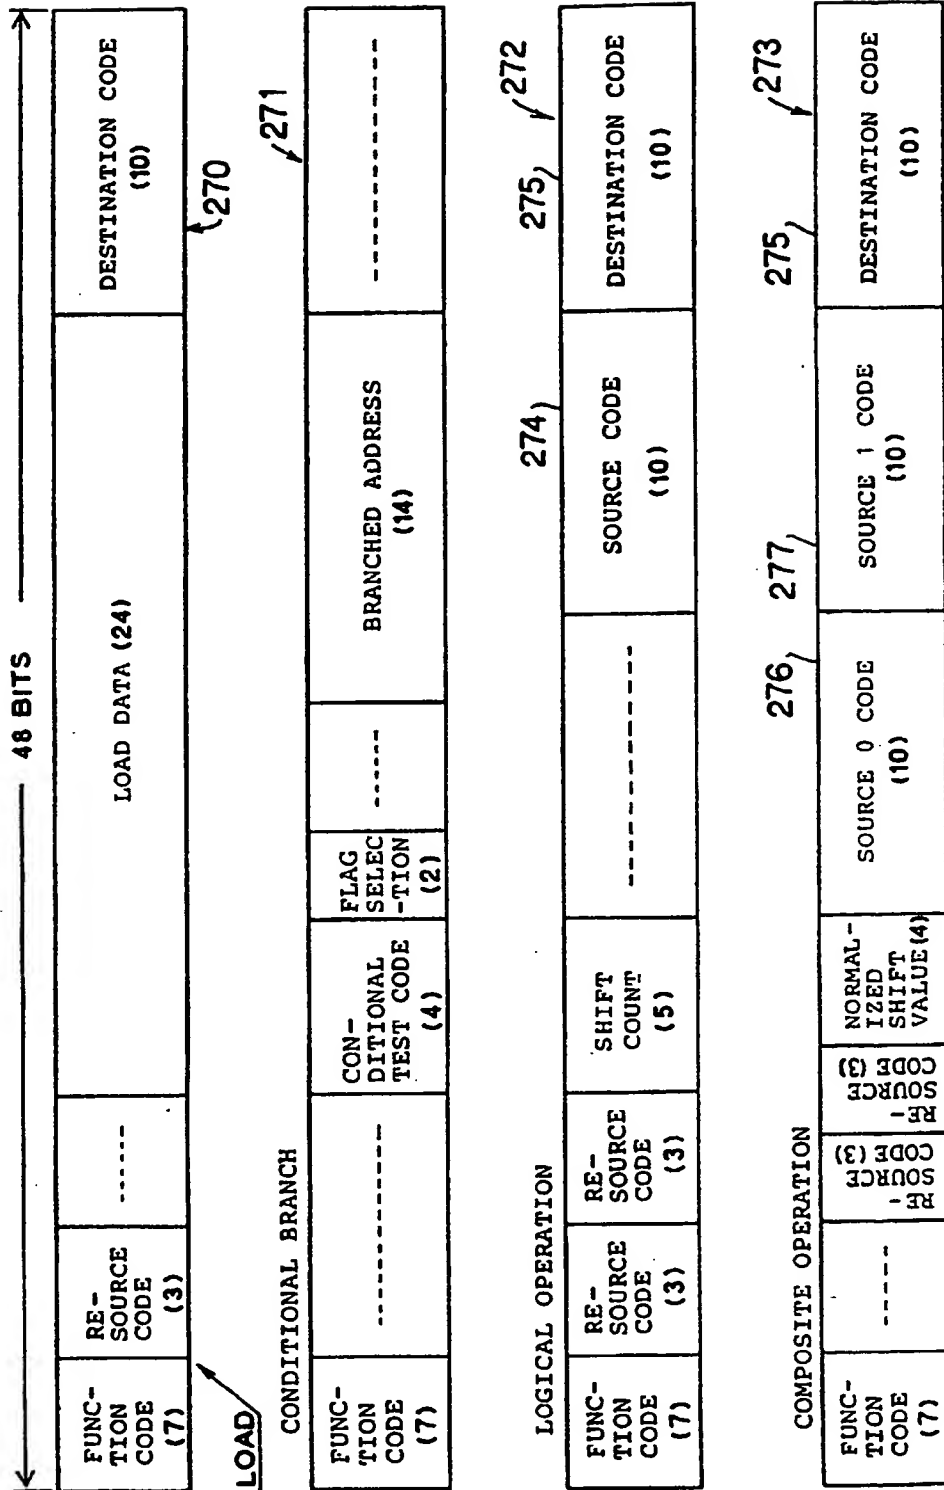 48 BITS
FUNC-
TION
CODE
(7)
RE-
SOURCE
CODE
(3)
------
LOAD DATA (24)
DESTINATION CODE
(10)
LOAD
270
CONDITIONAL BRANCH
271
FUNC-
TION
CODE
(7)
-------------
CON-
DITIONAL
TEST CODE
(4)
FLAG
SELEC
-TION
(2)
------
BRANCHED ADDRESS
(14)
--------------
LOGICAL OPERATION
274
275
272
FUNC-
TION
CODE
(7)
RE-
SOURCE
CODE
(3)
RE-
SOURCE
CODE
(3)
SHIFT
COUNT
(5)
-------------
SOURCE CODE
(10)
DESTINATION CODE
(10)
COMPOSITE OPERATION
276
277
275
273
FUNC-
TION
CODE
(7)
-----
RE-
SOURCE
CODE (3)
RE-
SOURCE
CODE (3)
NORMAL-
IZED
SHIFT
VALUE(4)
SOURCE 0 CODE
(10)
SOURCE 1 CODE
(10)
DESTINATION CODE
(10)